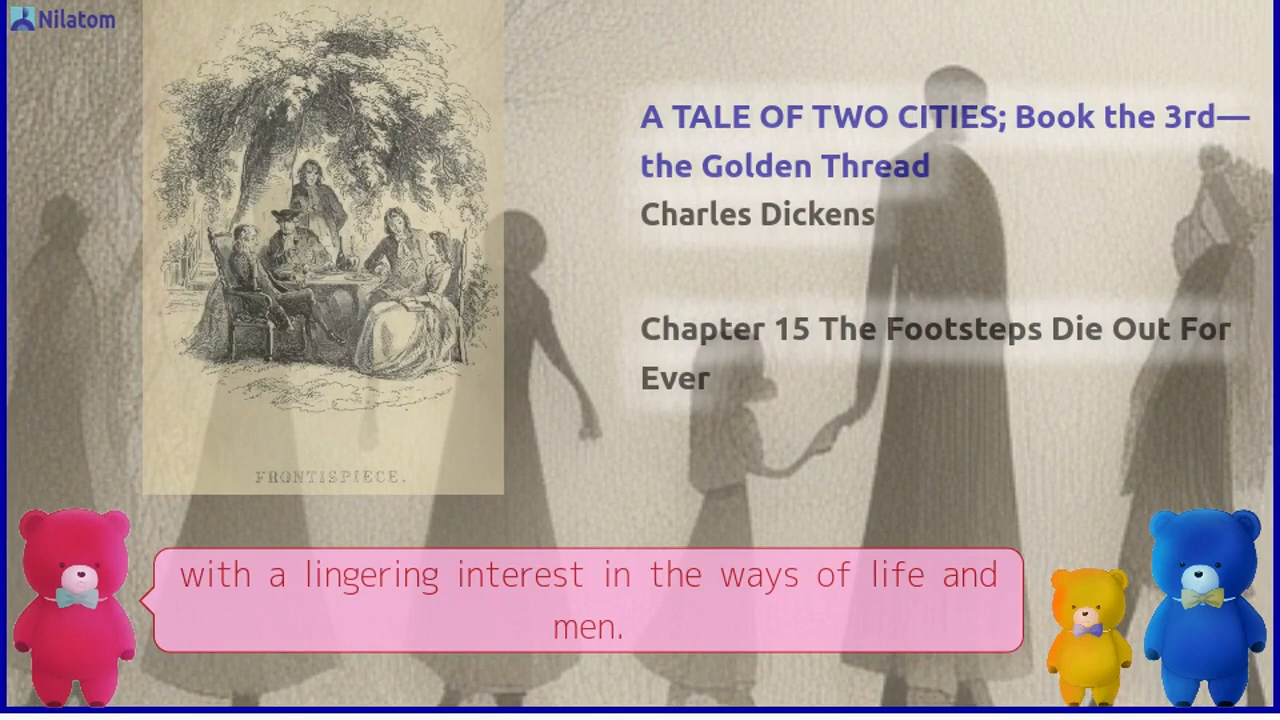 Nilatom
A TALE OF TWO CITIES; Book the 3rd—
the Golden Thread
Charles Dickens
Chapter 15 The Footsteps Die Out For
Ever
FRONTISPIECE.
with a lingering interest in the ways of life and
men.